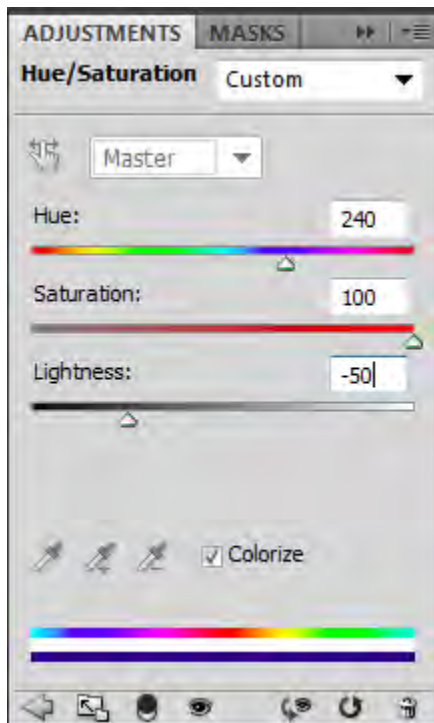 ADJUSTMENTS MASKS
Hue/Saturation Custom
Master
Hue: 240
Saturation: 100
Lightness: -50
Colorize